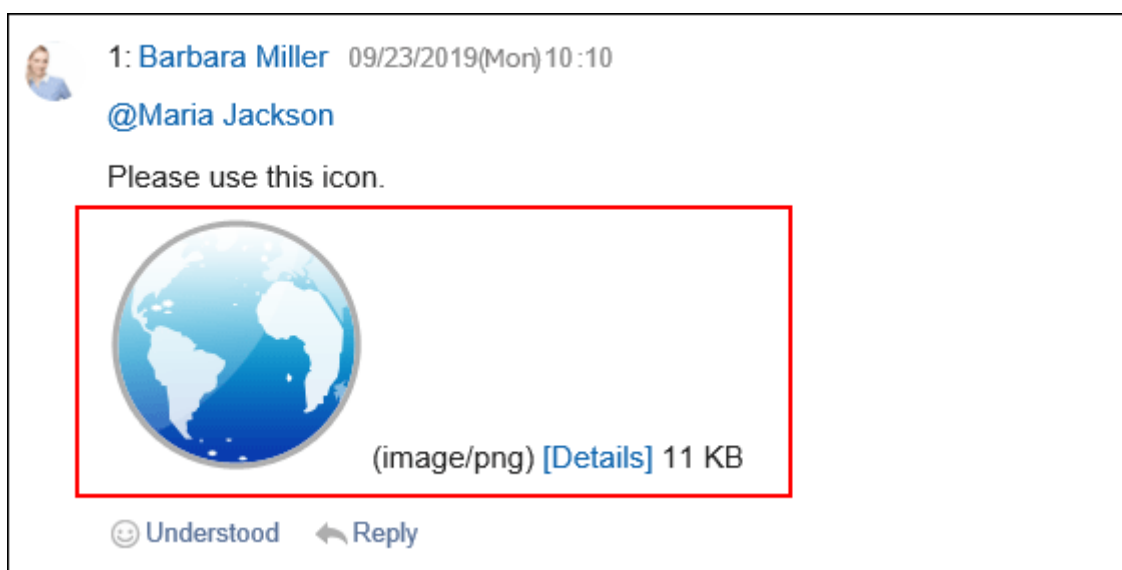 1: Barbara Miller 09/23/2019(Mon)10:10
@Maria Jackson
Please use this icon.
(image/png) [Details] 11 KB
Understood Reply